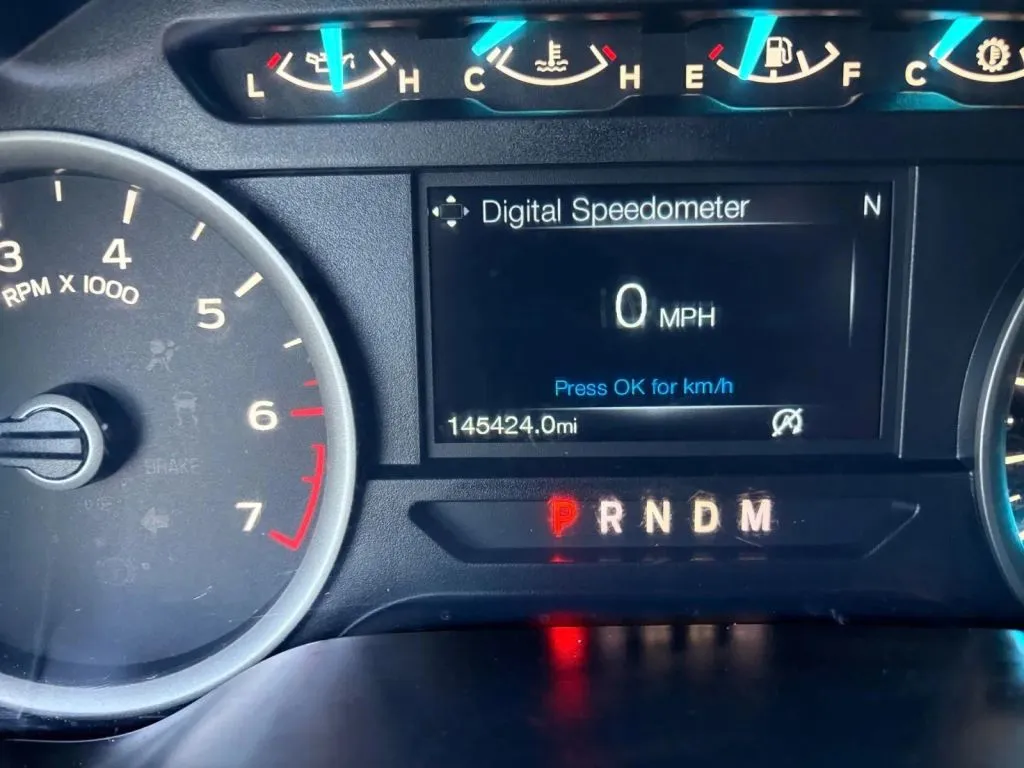 L H C H E F C
Digital Speedometer N
3 4 5 6 7
RPM X 1000
0 MPH
Press OK for km/h
145424.0mi
BRAKE
P R N D M